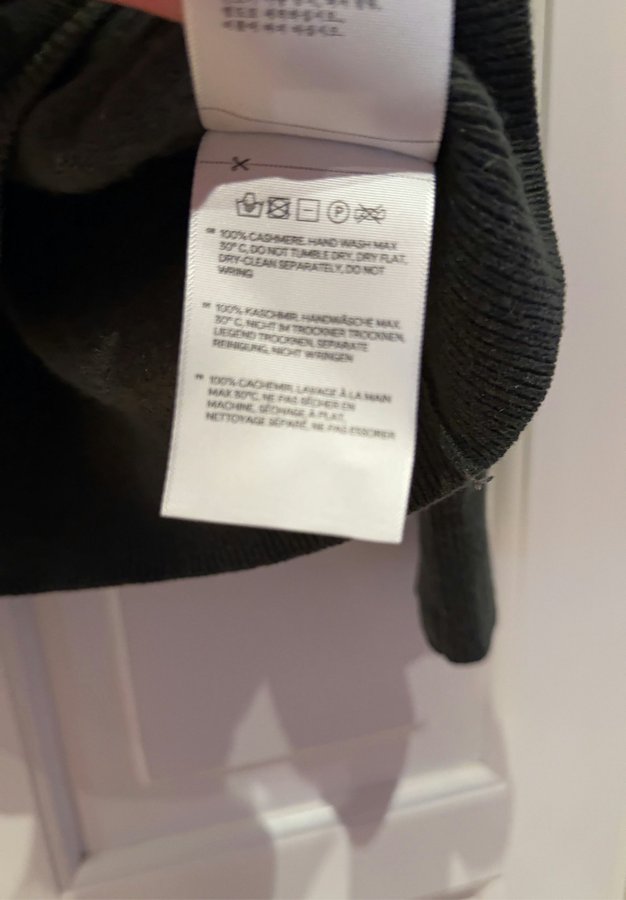 " 100% CASHMERE, HAND WASH MAX
30° C, DO NOT TUMBLE DRY, DRY FLAT,
DRY-CLEAN SEPARATELY, DO NOT
WRING
" 100% KASCHMIR, HANDWÄSCHE MAX.
30° C, NICHT IM TROCKNER TROCKNEN,
LIEGEND TROCKNEN, SEPARATE
REINIGUNG, NICHT WRINGEN
" 100% CACHEMIR, LAVAGE À LA MAIN
MAX 30°C, NE PAS SÉCHER EN
MACHINE, SÉCHAGE À PLAT,
NETTOYAGE SÉPARÉ, NE PAS ESSORER